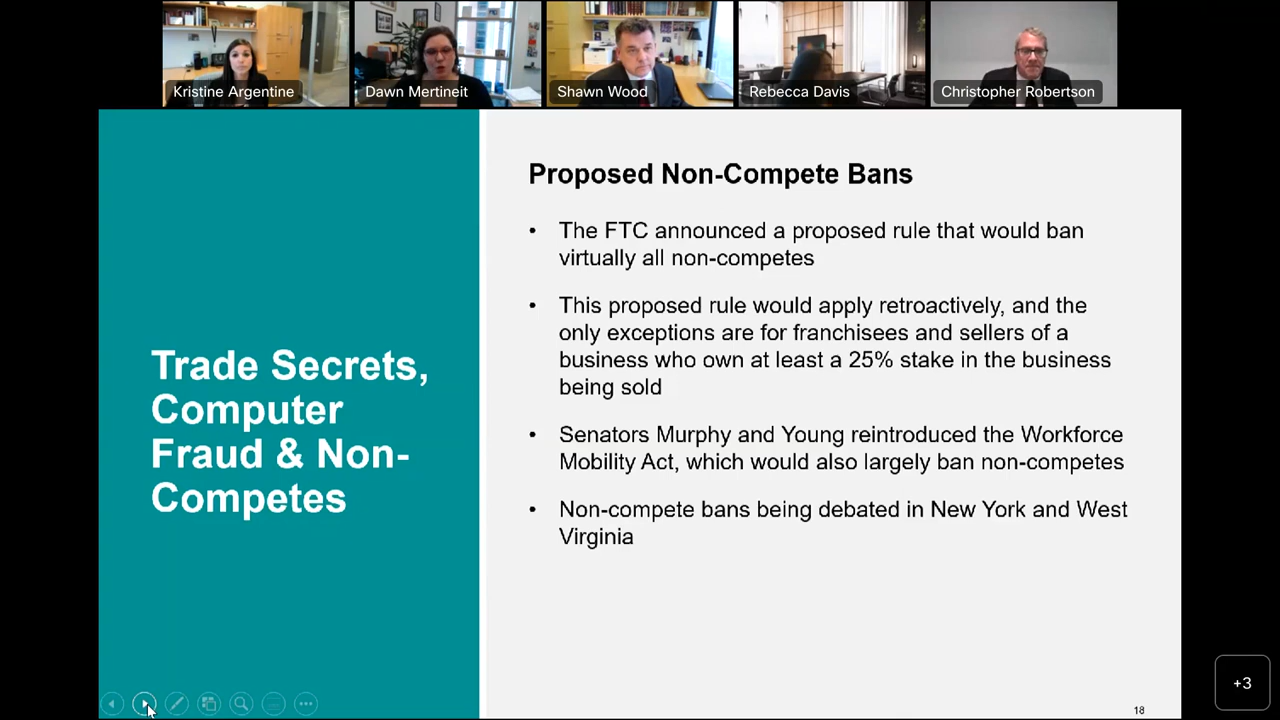 Kristine Argentine
Dawn Mertineit
Shawn Wood
Rebecca Davis
Christopher Robertson
Trade Secrets,
Computer
Fraud & Non-
Competes
Proposed Non-Compete Bans
• The FTC announced a proposed rule that would ban
virtually all non-competes
• This proposed rule would apply retroactively, and the
only exceptions are for franchisees and sellers of a
business who own at least a 25% stake in the business
being sold
• Senators Murphy and Young reintroduced the Workforce
Mobility Act, which would also largely ban non-competes
• Non-compete bans being debated in New York and West
Virginia
18
+3